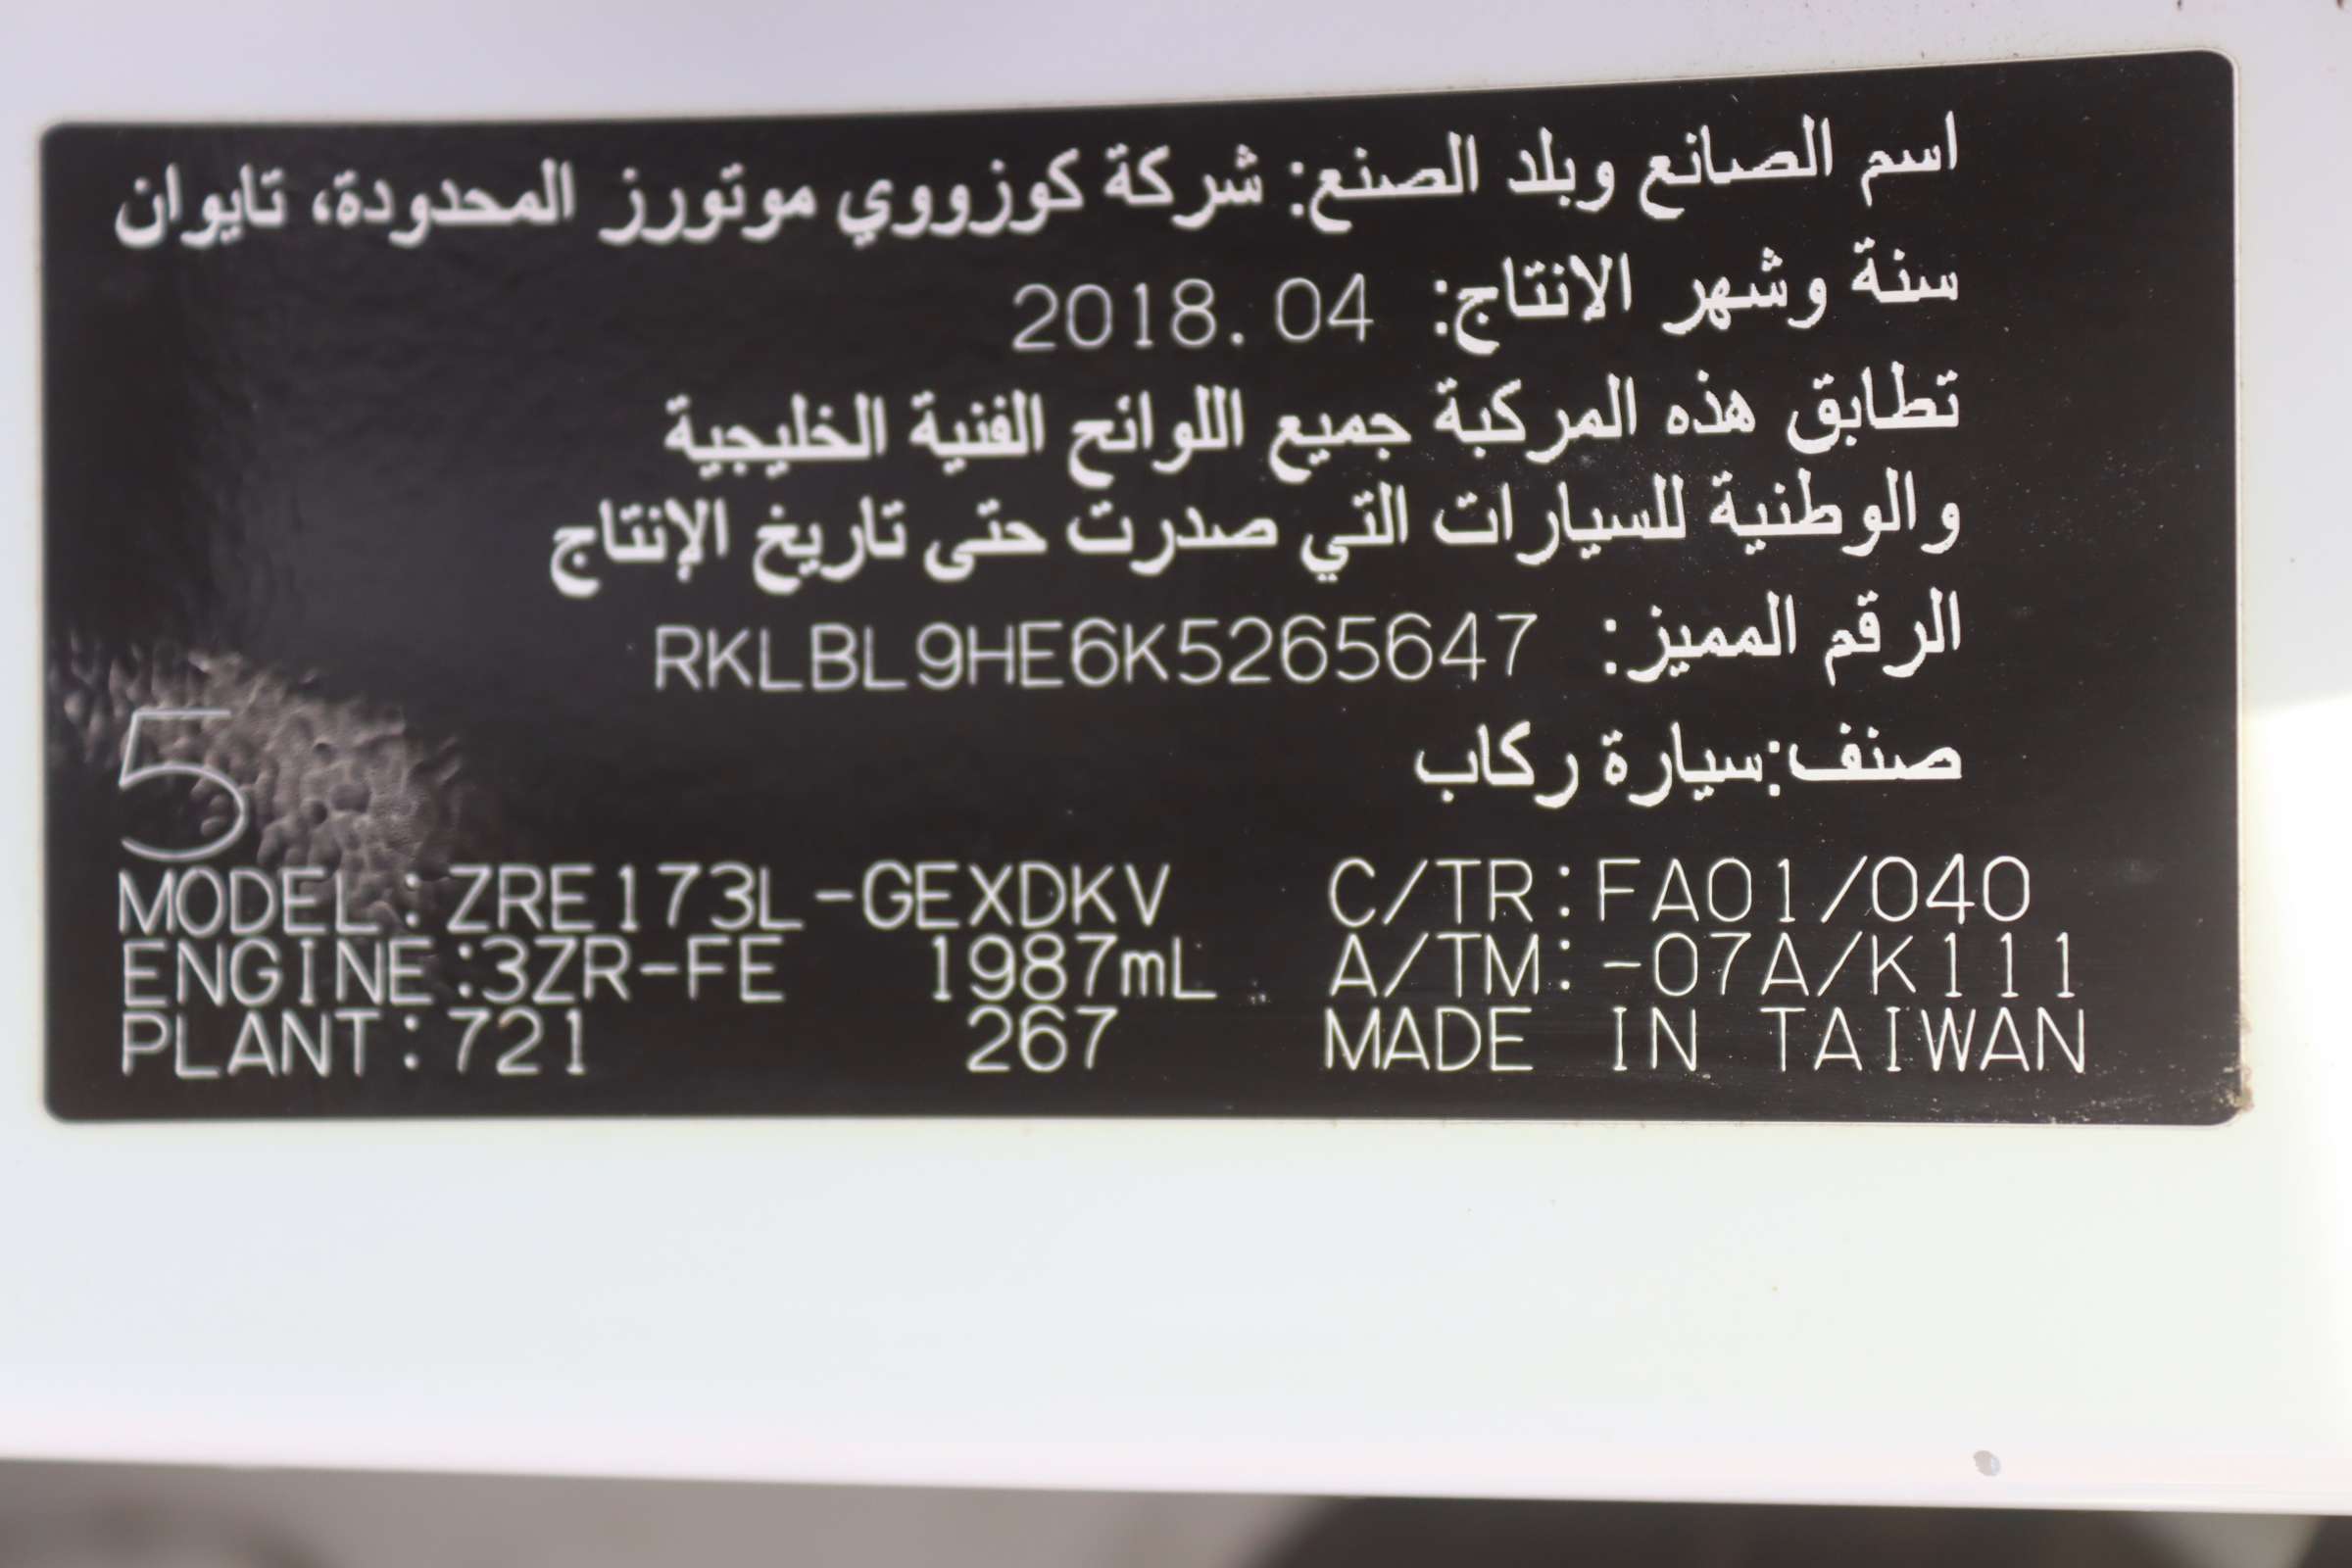 اسم الصانع وبلد الصنع: شركة كوزووي موتورز المحدودة، تايوان
سنة وشهر الانتاج: 2018.04
تطابق هذه المركبة جميع اللوائح الفنية الخليجية
والوطنية للسيارات التي صدرت حتى تاريخ الإنتاج
الرقم المميز: RKLBL9HE6K5265647
صنف:سيارة ركاب
5
MODEL:ZRE173L-GEXDKV C/TR:FA01/040
ENGINE:3ZR-FE 1987mL A/TM:-07A/K111
PLANT:721 267 MADE IN TAIWAN